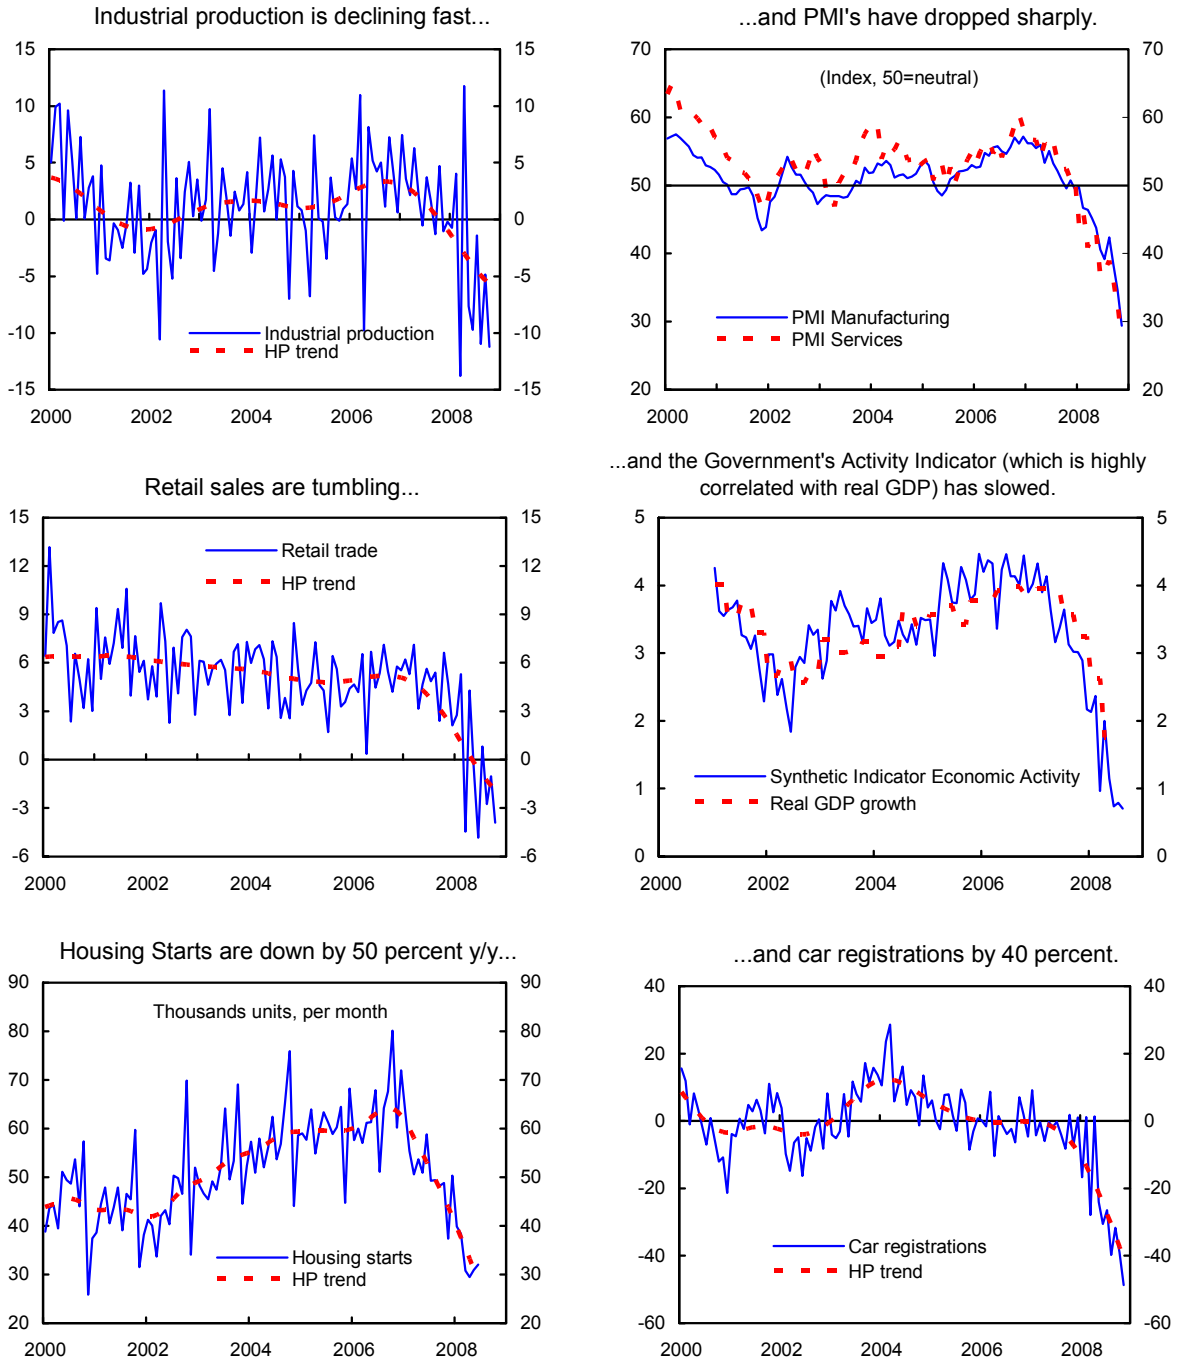 Industrial production is declining fast...
15 15
10 10
5 5
0 0
-5 -5
-10 -10
-15 -15
Industrial production
HP trend
2000 2002 2004 2006 2008
...and PMI's have dropped sharply.
70 70
(Index, 50=neutral)
60 60
50 50
40 40
30 30
20 20
PMI Manufacturing
PMI Services
2000 2002 2004 2006 2008
Retail sales are tumbling...
15 15
12 12
9 9
6 6
3 3
0 0
-3 -3
-6 -6
Retail trade
HP trend
2000 2002 2004 2006 2008
...and the Government's Activity Indicator (which is highly
correlated with real GDP) has slowed.
5 5
4 4
3 3
2 2
1 1
0 0
Synthetic Indicator Economic Activity
Real GDP growth
2000 2002 2004 2006 2008
Housing Starts are down by 50 percent y/y...
90 90
Thousands units, per month
80 80
70 70
60 60
50 50
40 40
30 30
20 20
Housing starts
HP trend
2000 2002 2004 2006 2008
...and car registrations by 40 percent.
40 40
20 20
0 0
-20 -20
-40 -40
-60 -60
Car registrations
HP trend
2000 2002 2004 2006 2008